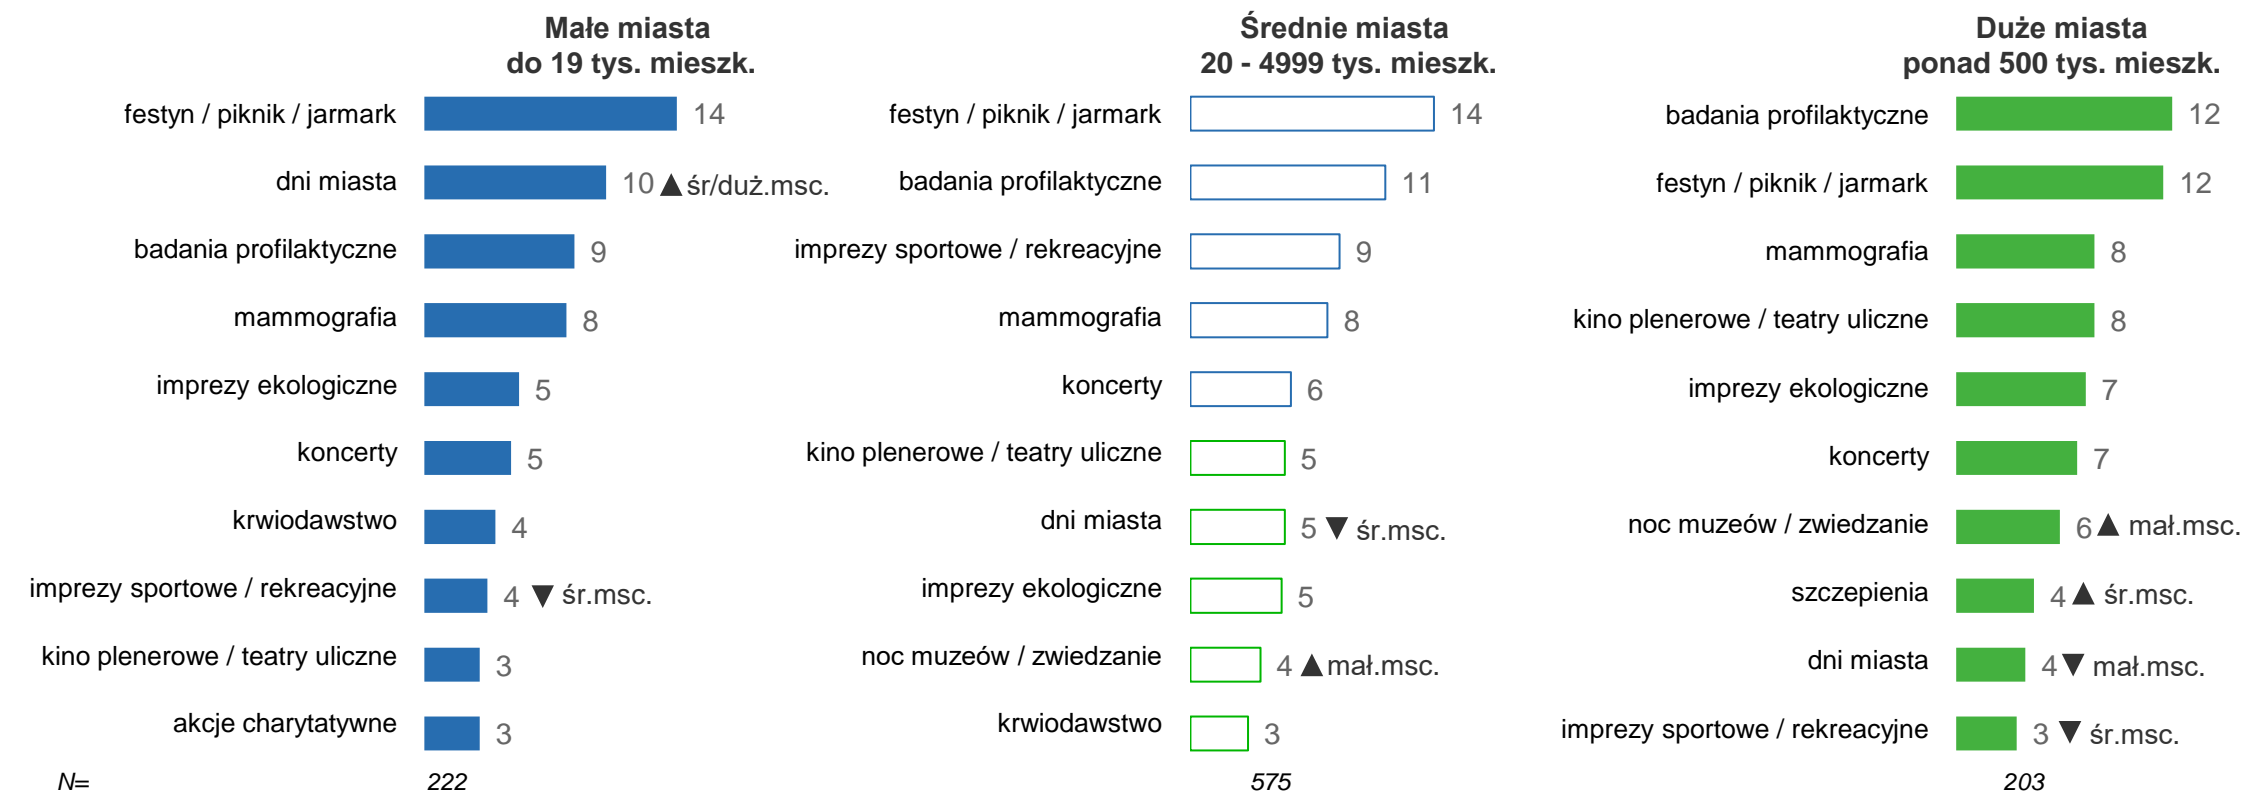 Małe miasta
do 19 tys. mieszk.
festyn / piknik / jarmark 14
dni miasta 10 ▲ śr/duż.msc.
badania profilaktyczne 9
mammografia 8
imprezy ekologiczne 5
koncerty 5
krwiodawstwo 4
imprezy sportowe / rekreacyjne 4 ▼ śr.msc.
kino plenerowe / teatry uliczne 3
akcje charytatywne 3
N= 222
Średnie miasta
20 - 4999 tys. mieszk.
festyn / piknik / jarmark 14
badania profilaktyczne 11
imprezy sportowe / rekreacyjne 9
mammografia 8
koncerty 6
kino plenerowe / teatry uliczne 5
dni miasta 5 ▼ śr.msc.
imprezy ekologiczne 5
noc muzeów / zwiedzanie 4 ▲ mał.msc.
krwiodawstwo 3
575
Duże miasta
ponad 500 tys. mieszk.
badania profilaktyczne 12
festyn / piknik / jarmark 12
mammografia 8
kino plenerowe / teatry uliczne 8
imprezy ekologiczne 7
koncerty 7
noc muzeów / zwiedzanie 6 ▲ mał.msc.
szczepienia 4 ▲ śr.msc.
dni miasta 4 ▼ mał.msc.
imprezy sportowe / rekreacyjne 3 ▼ śr.msc.
203